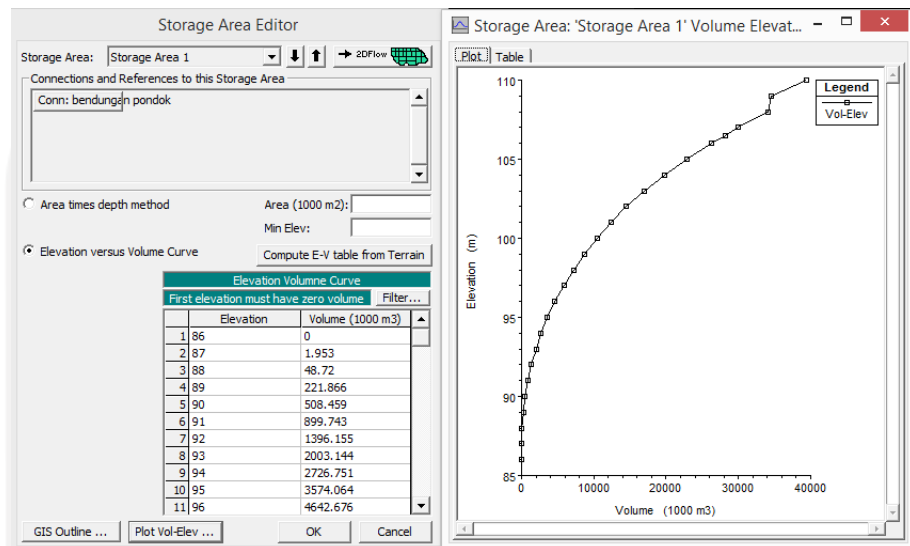 Storage Area Editor
Storage Area: Storage Area 1
2DFlow
Connections and References to this Storage Area
Conn: bendungan pondok
Area times depth method
Area (1000 m2):
Min Elev:
Elevation versus Volume Curve
Compute E-V table from Terrain
Elevation Volumne Curve
First elevation must have zero volume
Filter...
Elevation Volume (1000 m3)
1 86 0
2 87 1.953
3 88 48.72
4 89 221.866
5 90 508.459
6 91 899.743
7 92 1396.155
8 93 2003.144
9 94 2726.751
10 95 3574.064
11 96 4642.676
GIS Outline ... Plot Vol-Elev ... OK Cancel
Storage Area: 'Storage Area 1' Volume Elevat...
Plot Table
Legend
Vol-Elev
110
105
100
95
90
85
Elevation (m)
0 10000 20000 30000 40000
Volume (1000 m3)